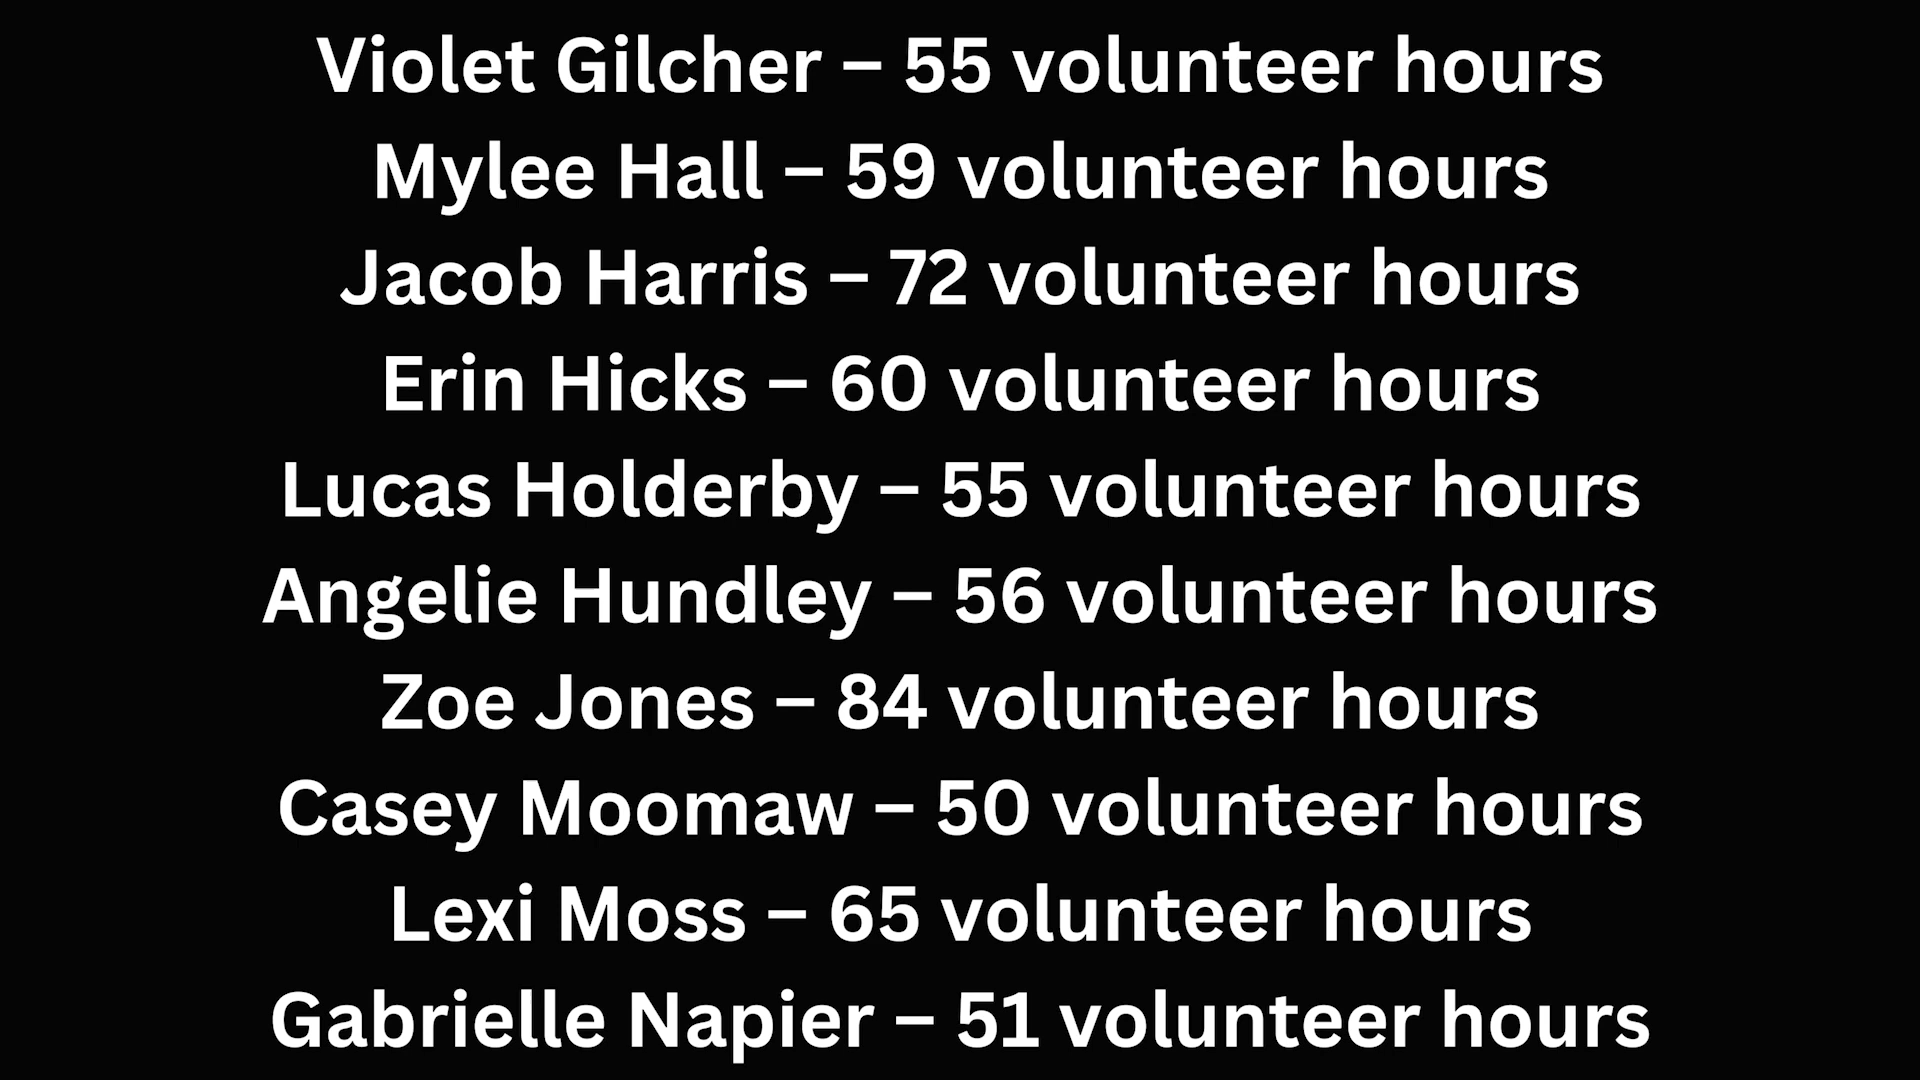 Violet Gilcher – 55 volunteer hours
Mylee Hall – 59 volunteer hours
Jacob Harris – 72 volunteer hours
Erin Hicks – 60 volunteer hours
Lucas Holderby – 55 volunteer hours
Angelie Hundley – 56 volunteer hours
Zoe Jones – 84 volunteer hours
Casey Moomaw – 50 volunteer hours
Lexi Moss – 65 volunteer hours
Gabrielle Napier – 51 volunteer hours